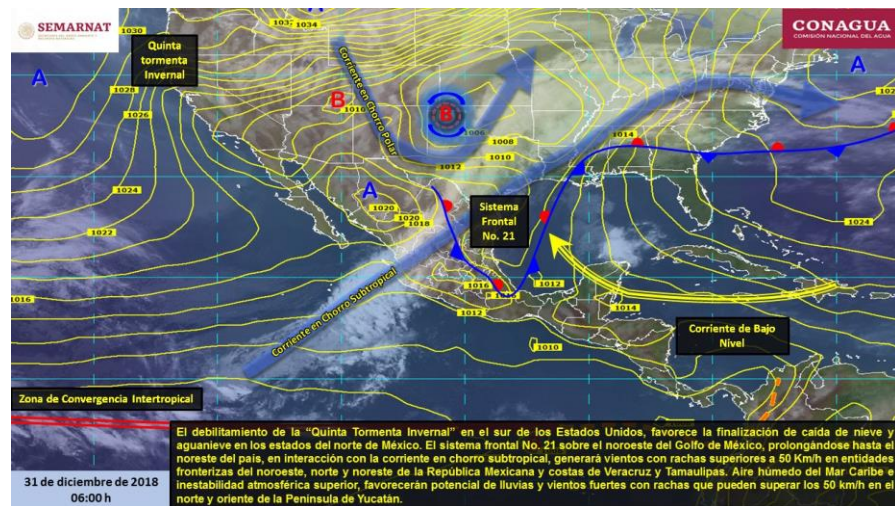 SEMARNAT
CONAGUA
COMISIÓN NACIONAL DEL AGUA
Quinta
tormenta
Invernal
A
A
A
A
B
B
1030
1034
1028
1026
1024
1022
1016
1010
1006
1008
1010
1012
1014
102
1024
1020
1020
1018
1016
1012
1012
1014
1010
Corriente en Chorro Polar
Sistema
Frontal
No. 21
Corriente en Chorro Subtropical
Corriente de Bajo
Nivel
Zona de Convergencia Intertropical
El debilitamiento de la “Quinta Tormenta Invernal” en el sur de los Estados Unidos, favorece la finalización de caída de nieve y
aguanieve en los estados del norte de México. El sistema frontal No. 21 sobre el noroeste del Golfo de México, prolongándose hasta el
noreste del país, en interacción con la corriente en chorro subtropical, generará vientos con rachas superiores a 50 Km/h en entidades
fronterizas del noroeste, norte y noreste de la República Mexicana y costas de Veracruz y Tamaulipas. Aire húmedo del Mar Caribe e
inestabilidad atmosférica superior, favorecerán potencial de lluvias y vientos fuertes con rachas que pueden superar los 50 km/h en el
norte y oriente de la Península de Yucatán.
31 de diciembre de 2018
06:00 h